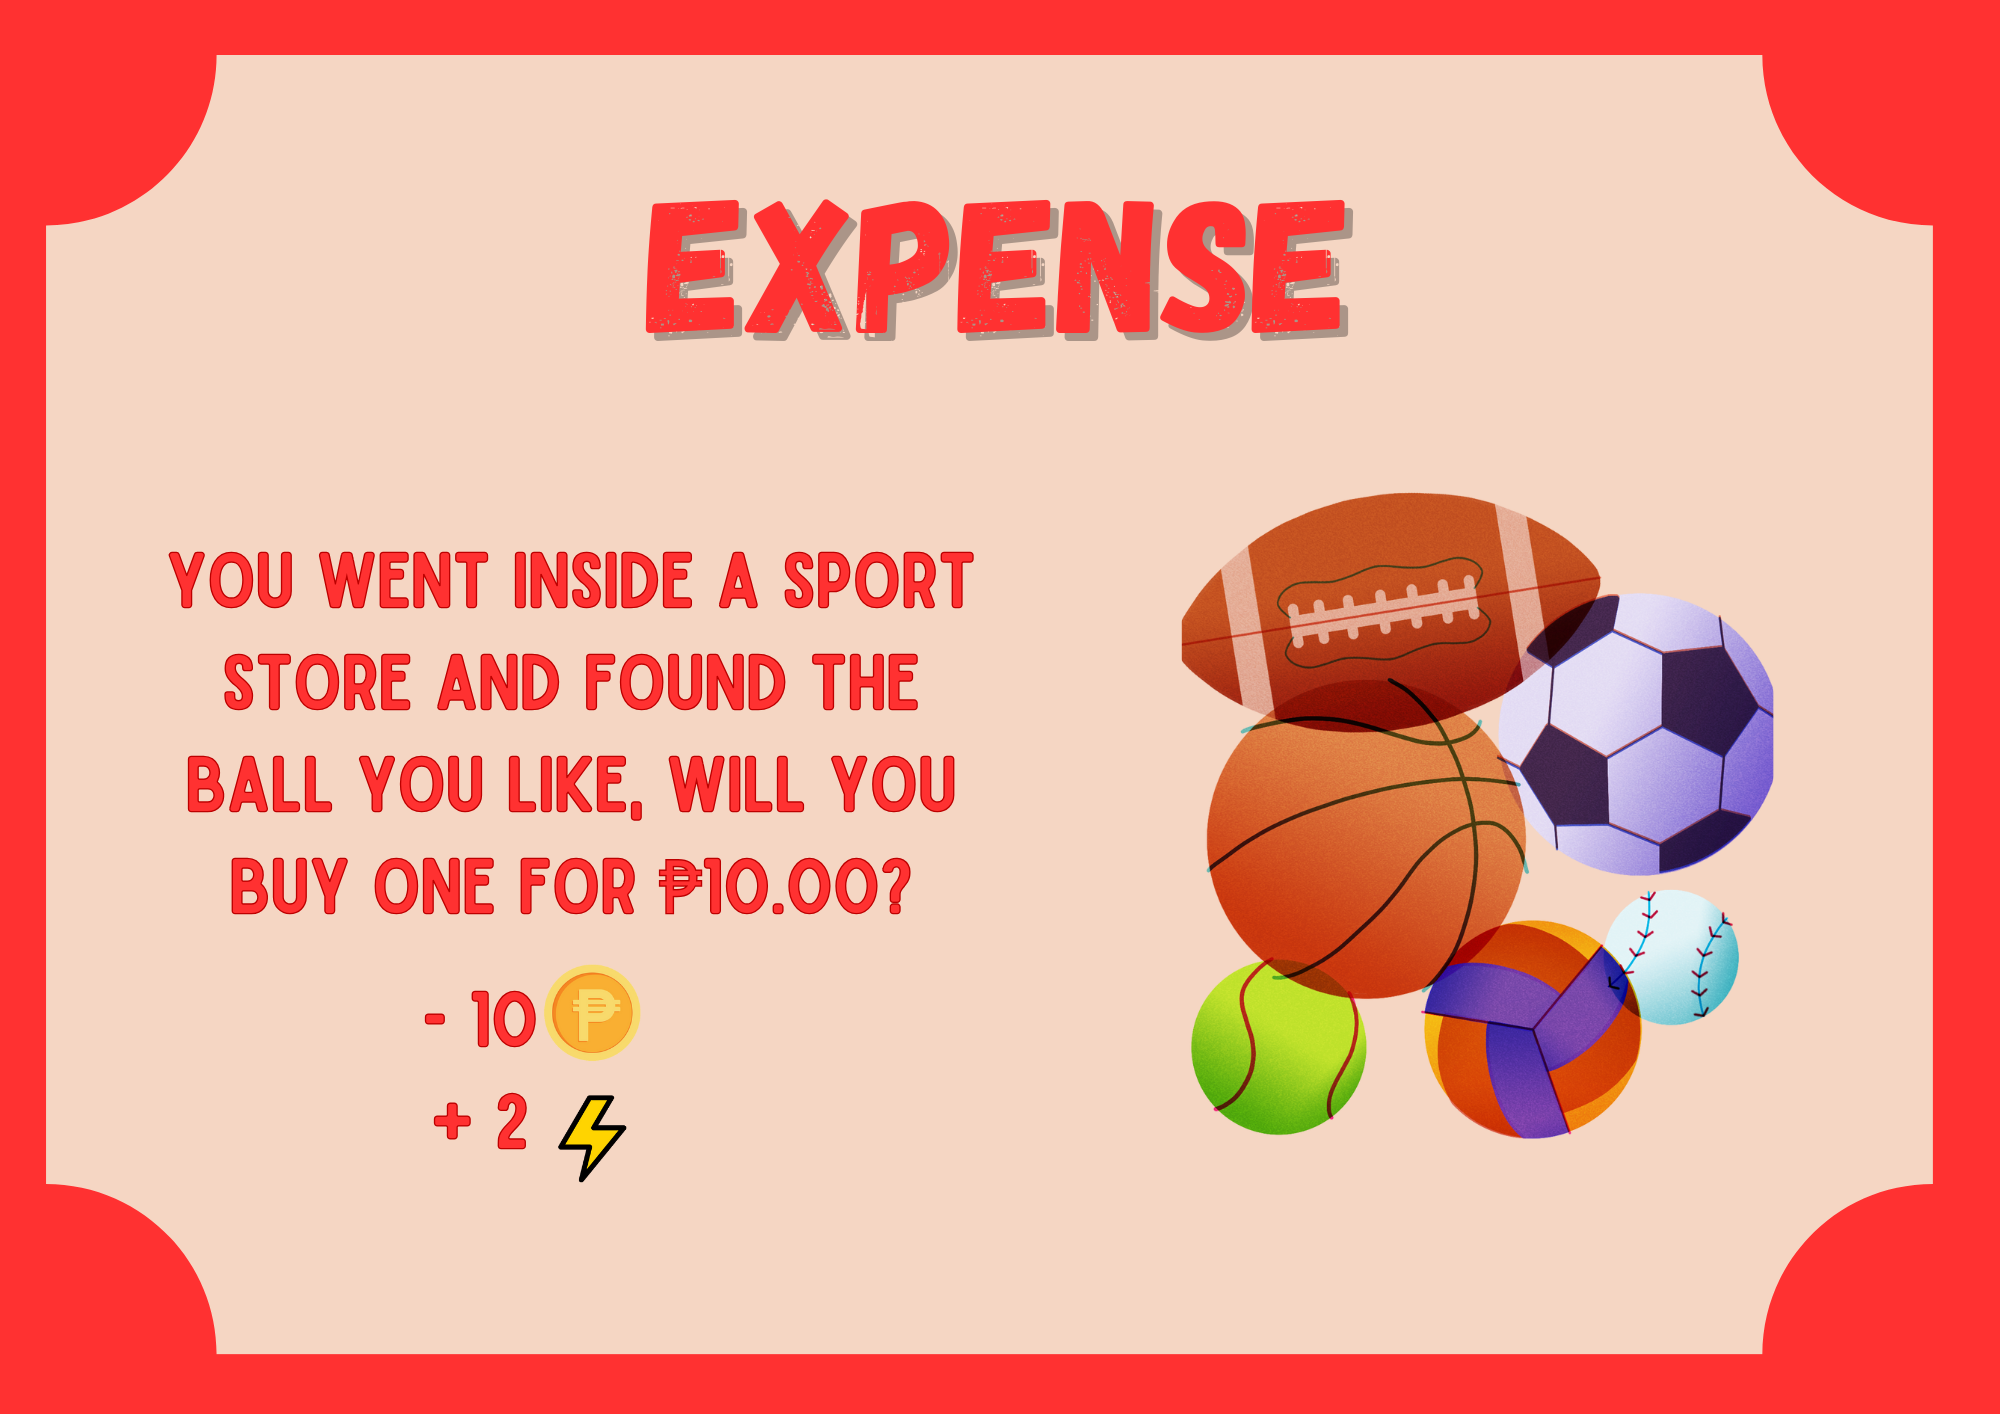 EXPENSE
YOU WENT INSIDE A SPORT
STORE AND FOUND THE
BALL YOU LIKE, WILL YOU
BUY ONE FOR ₱10.00?
- 10 ₱
+ 2